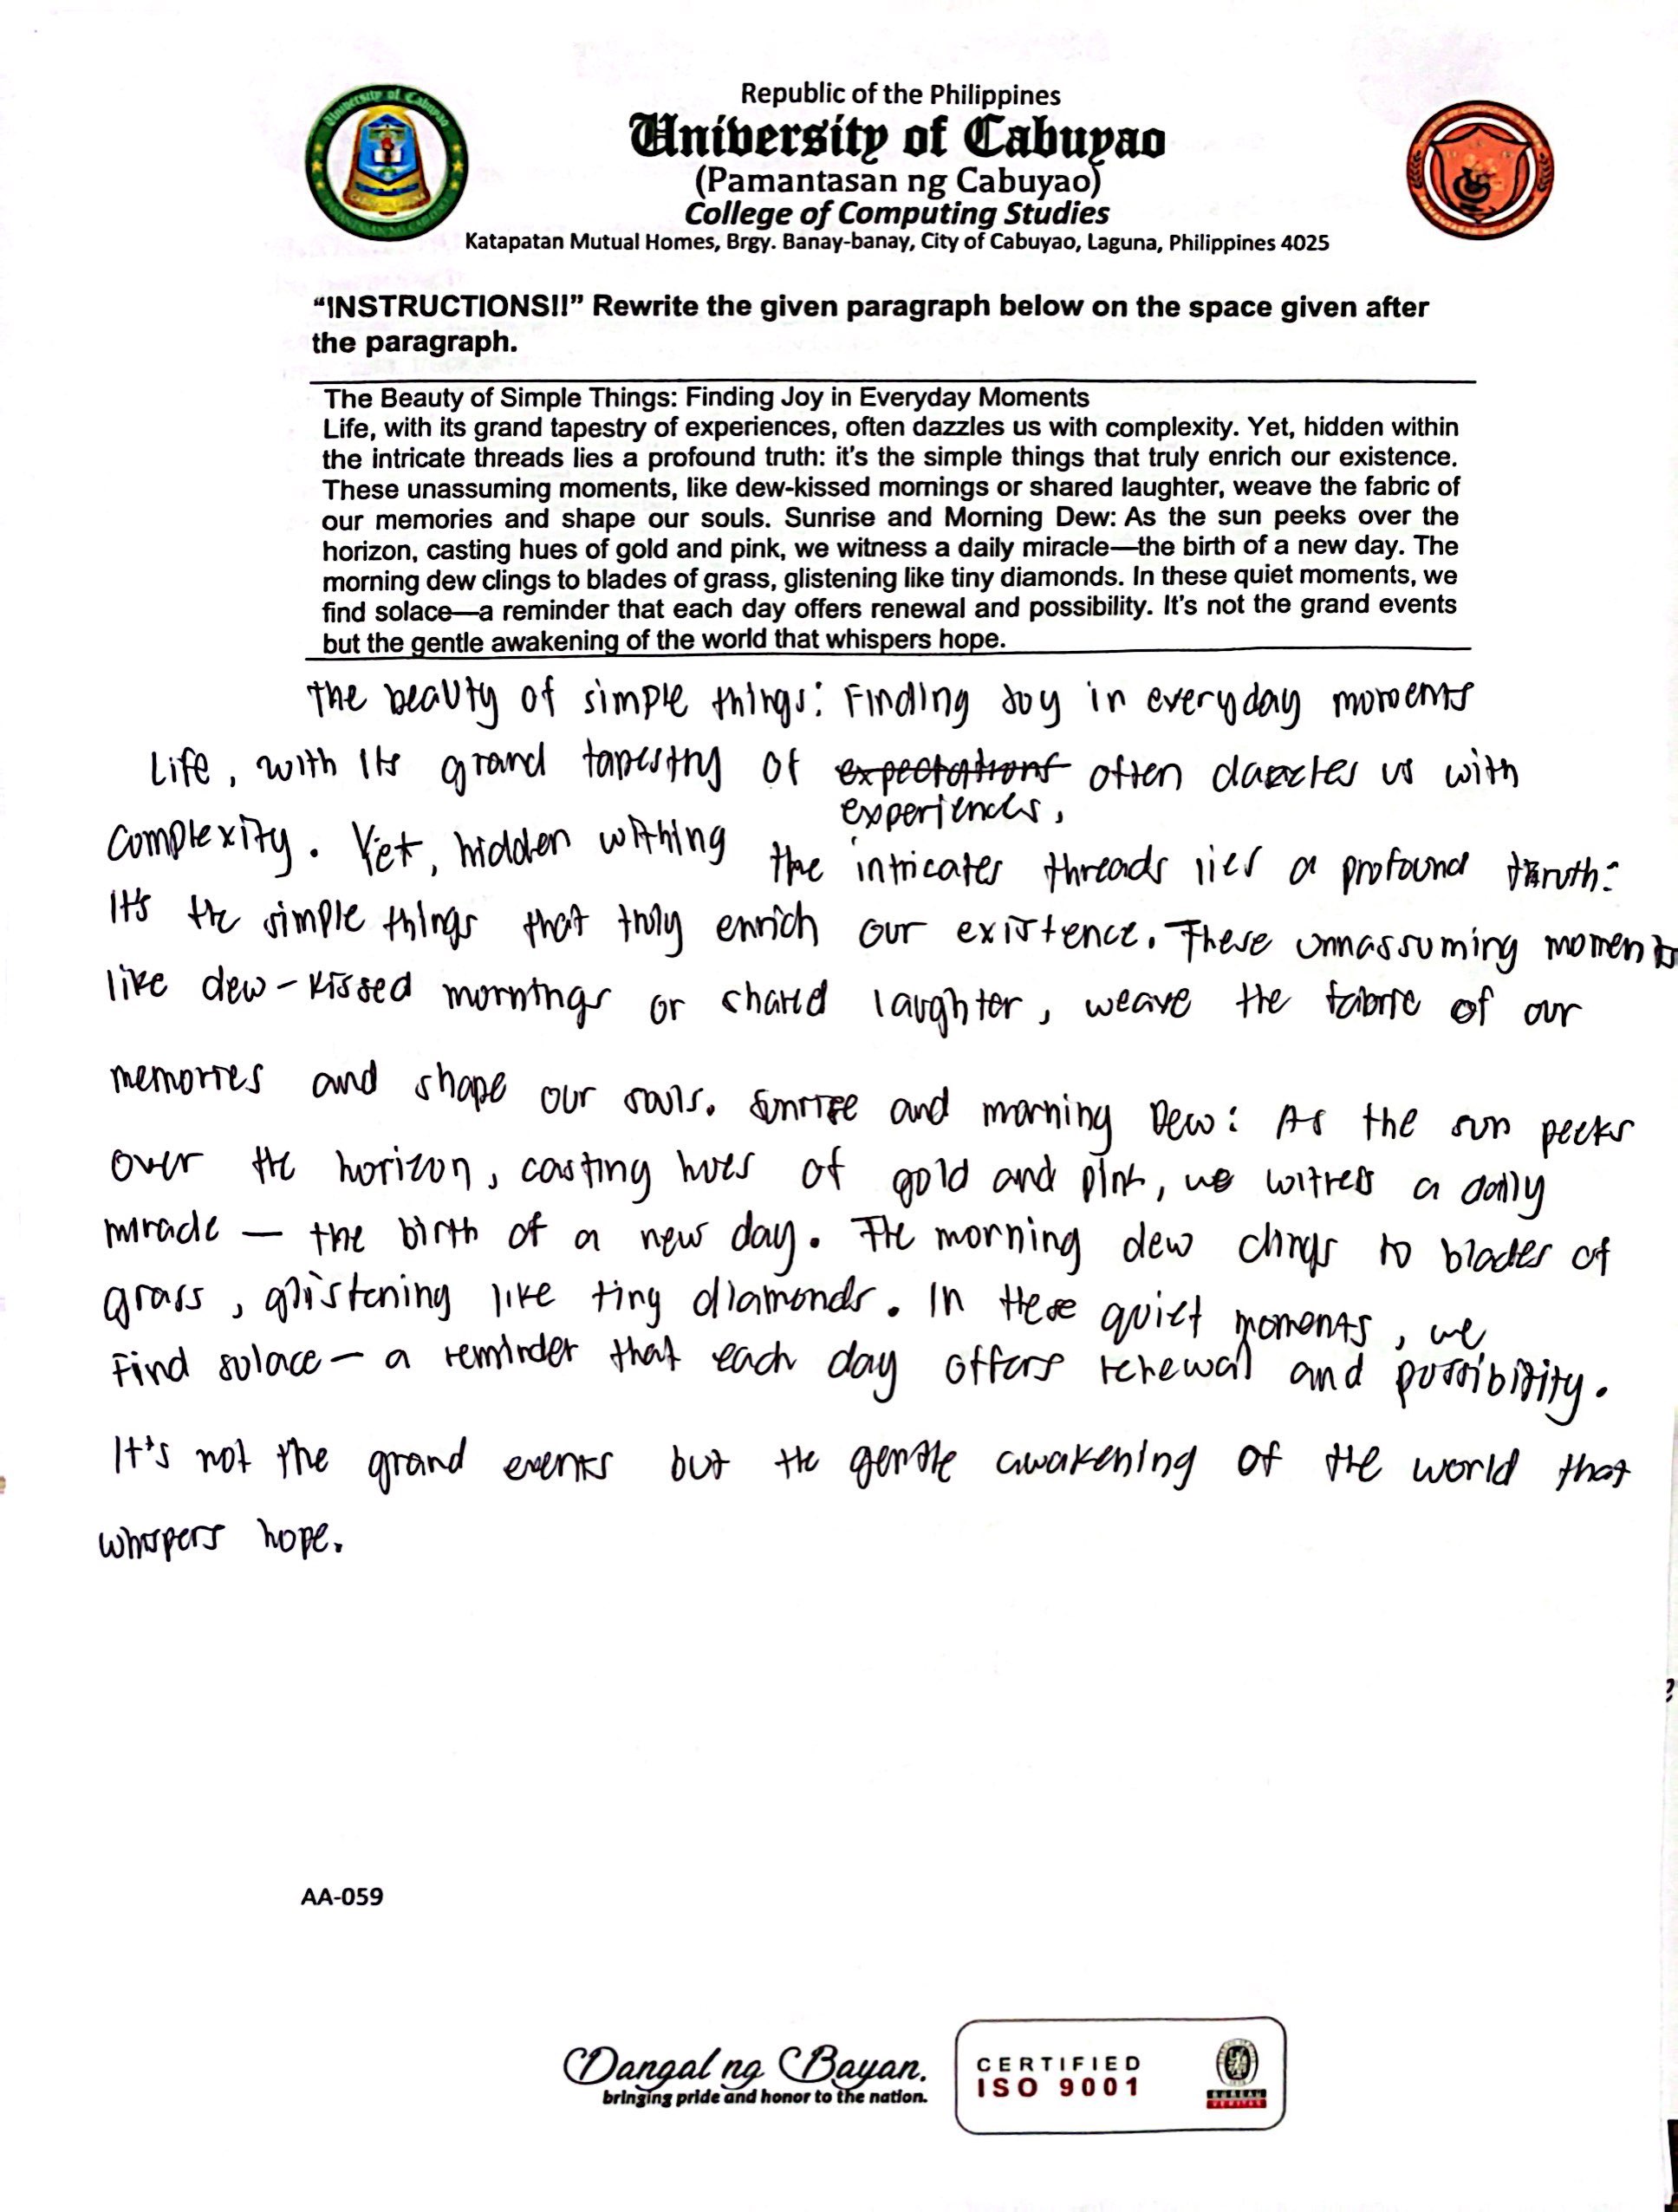 Republic of the Philippines
University of Cabuyao
(Pamantasan ng Cabuyao)
College of Computing Studies
Katapatan Mutual Homes, Brgy. Banay-banay, City of Cabuyao, Laguna, Philippines 4025
“INSTRUCTIONS!!” Rewrite the given paragraph below on the space given after
the paragraph.
The Beauty of Simple Things: Finding Joy in Everyday Moments
Life, with its grand tapestry of experiences, often dazzles us with complexity. Yet, hidden within
the intricate threads lies a profound truth: it's the simple things that truly enrich our existence.
These unassuming moments, like dew-kissed mornings or shared laughter, weave the fabric of
our memories and shape our souls. Sunrise and Morning Dew: As the sun peeks over the
horizon, casting hues of gold and pink, we witness a daily miracle—the birth of a new day. The
morning dew clings to blades of grass, glistening like tiny diamonds. In these quiet moments, we
find solace—a reminder that each day offers renewal and possibility. It's not the grand events
but the gentle awakening of the world that whispers hope.
The beauty of simple things: Finding Joy in everyday moments
Life, with Its grand tapestry of expectations often dazzles us with
experiences,
complexity. Yet, hidden withing the intricates threads lies a profound truth:
It's the simple things that truly enrich our existence. These unnassuming moments
like dew-kissed mornings or shared laughter, weave the fabric of our
memories and shape our souls. Sunrise and morning Dew: As the sun peeks
over the horizon, casting hues of gold and pink, we witness a daily
miracle — the birth of a new day. The morning dew clings to blades of
grass, glistening like tiny diamonds. In these quiet moments, we
Find solace — a reminder that each day offers renewal and possibility.
It's not the grand events but the gentle awakening of the world that
whispers hope.
AA-059
Dangal ng Bayan.
bringing pride and honor to the nation.
CERTIFIED
ISO 9001
BUREAU
VERITAS